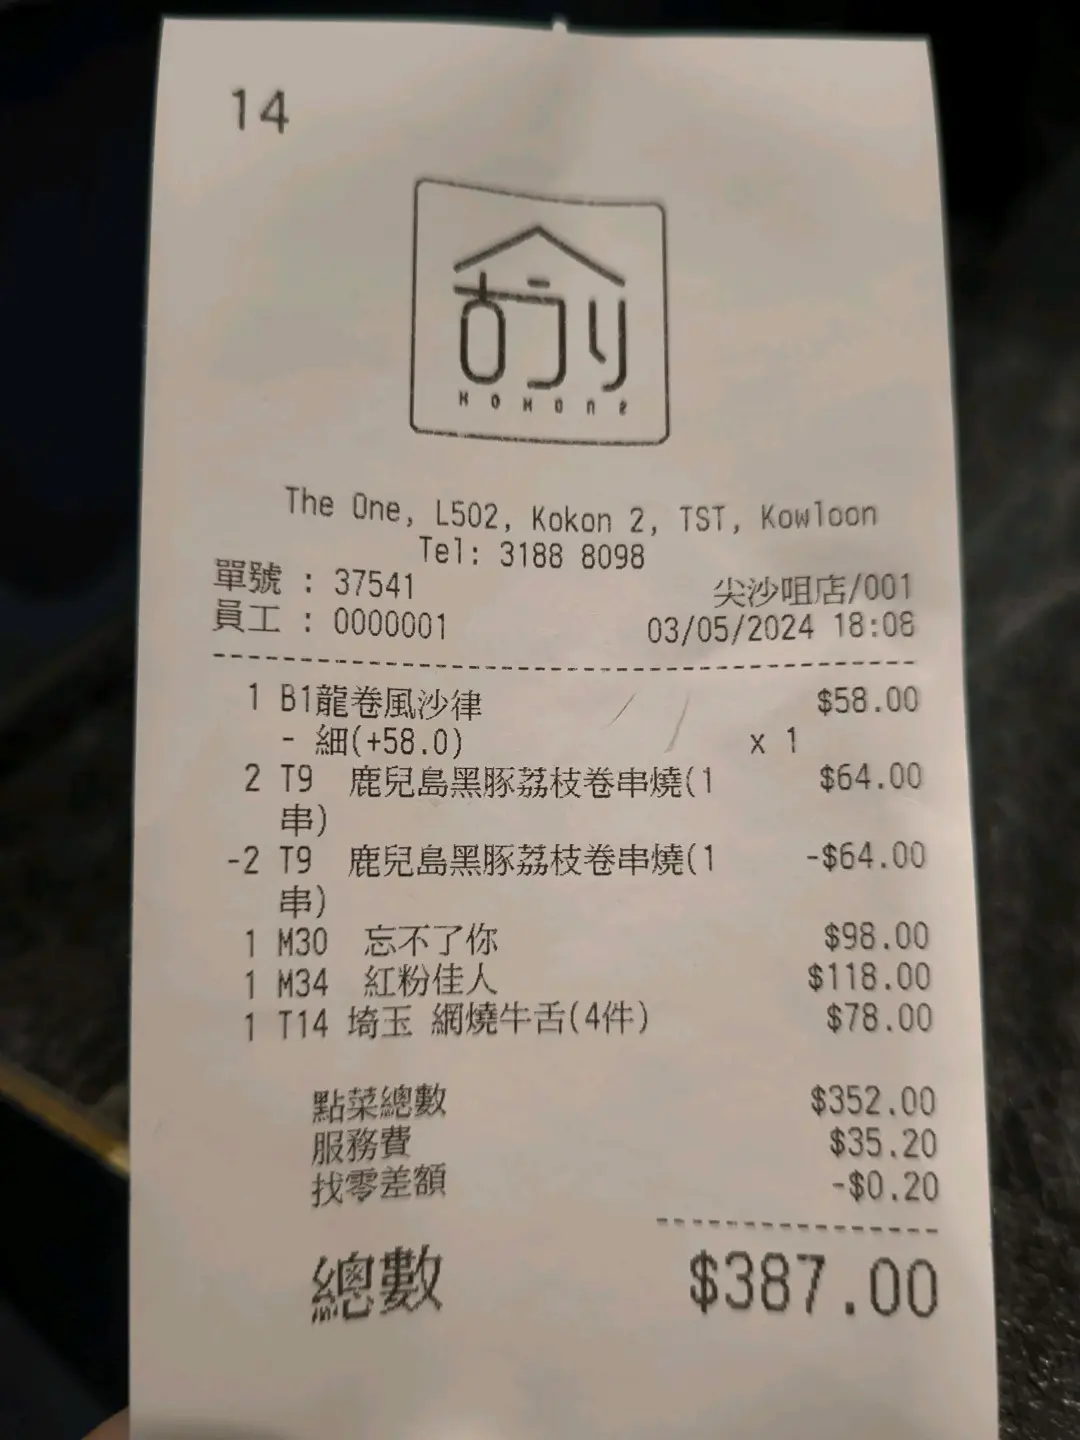 14
古づり
KOKON2
The One, L502, Kokon 2, TST, Kowloon
Tel: 3188 8098
單號 : 37541 尖沙咀店/001
員工 : 0000001 03/05/2024 18:08
1 B1龍卷風沙律 $58.00
- 細(+58.0) x 1
2 T9 鹿兒島黑豚荔枝卷串燒(1 $64.00
串)
-2 T9 鹿兒島黑豚荔枝卷串燒(1 -$64.00
串)
1 M30 忘不了你 $98.00
1 M34 紅粉佳人 $118.00
1 T14 埼玉 網燒牛舌(4件) $78.00
點菜總數 $352.00
服務費 $35.20
找零差額 -$0.20
總數 $387.00